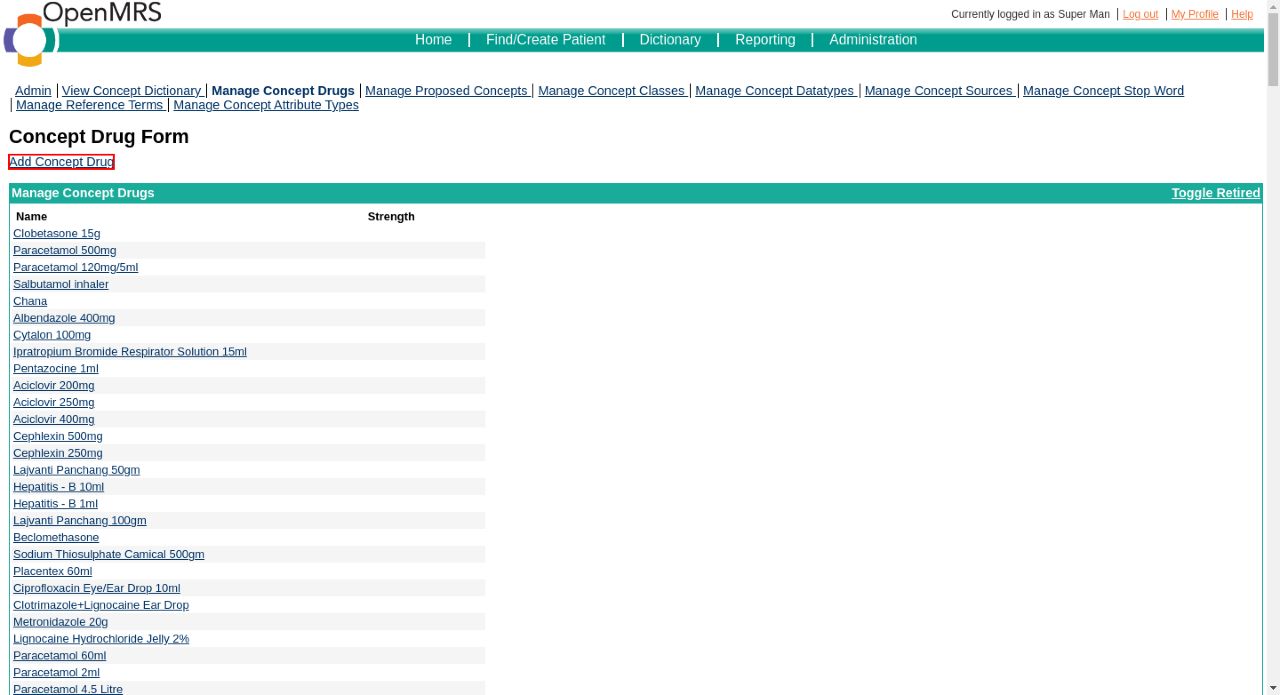 OpenMRS
Currently logged in as Super Man | Log out | My Profile | Help
Home | Find/Create Patient | Dictionary | Reporting | Administration
Admin | View Concept Dictionary | Manage Concept Drugs | Manage Proposed Concepts | Manage Concept Classes | Manage Concept Datatypes | Manage Concept Sources | Manage Concept Stop Word
| Manage Reference Terms | Manage Concept Attribute Types
Concept Drug Form
Add Concept Drug
Manage Concept Drugs Toggle Retired
Name Strength
Clobetasone 15g
Paracetamol 500mg
Paracetamol 120mg/5ml
Salbutamol inhaler
Chana
Albendazole 400mg
Cytalon 100mg
Ipratropium Bromide Respirator Solution 15ml
Pentazocine 1ml
Aciclovir 200mg
Aciclovir 250mg
Aciclovir 400mg
Cephlexin 500mg
Cephlexin 250mg
Lajvanti Panchang 50gm
Hepatitis - B 10ml
Hepatitis - B 1ml
Lajvanti Panchang 100gm
Beclomethasone
Sodium Thiosulphate Camical 500gm
Placentex 60ml
Ciprofloxacin Eye/Ear Drop 10ml
Clotrimazole+Lignocaine Ear Drop
Metronidazole 20g
Lignocaine Hydrochloride Jelly 2%
Paracetamol 60ml
Paracetamol 2ml
Paracetamol 4.5 Litre